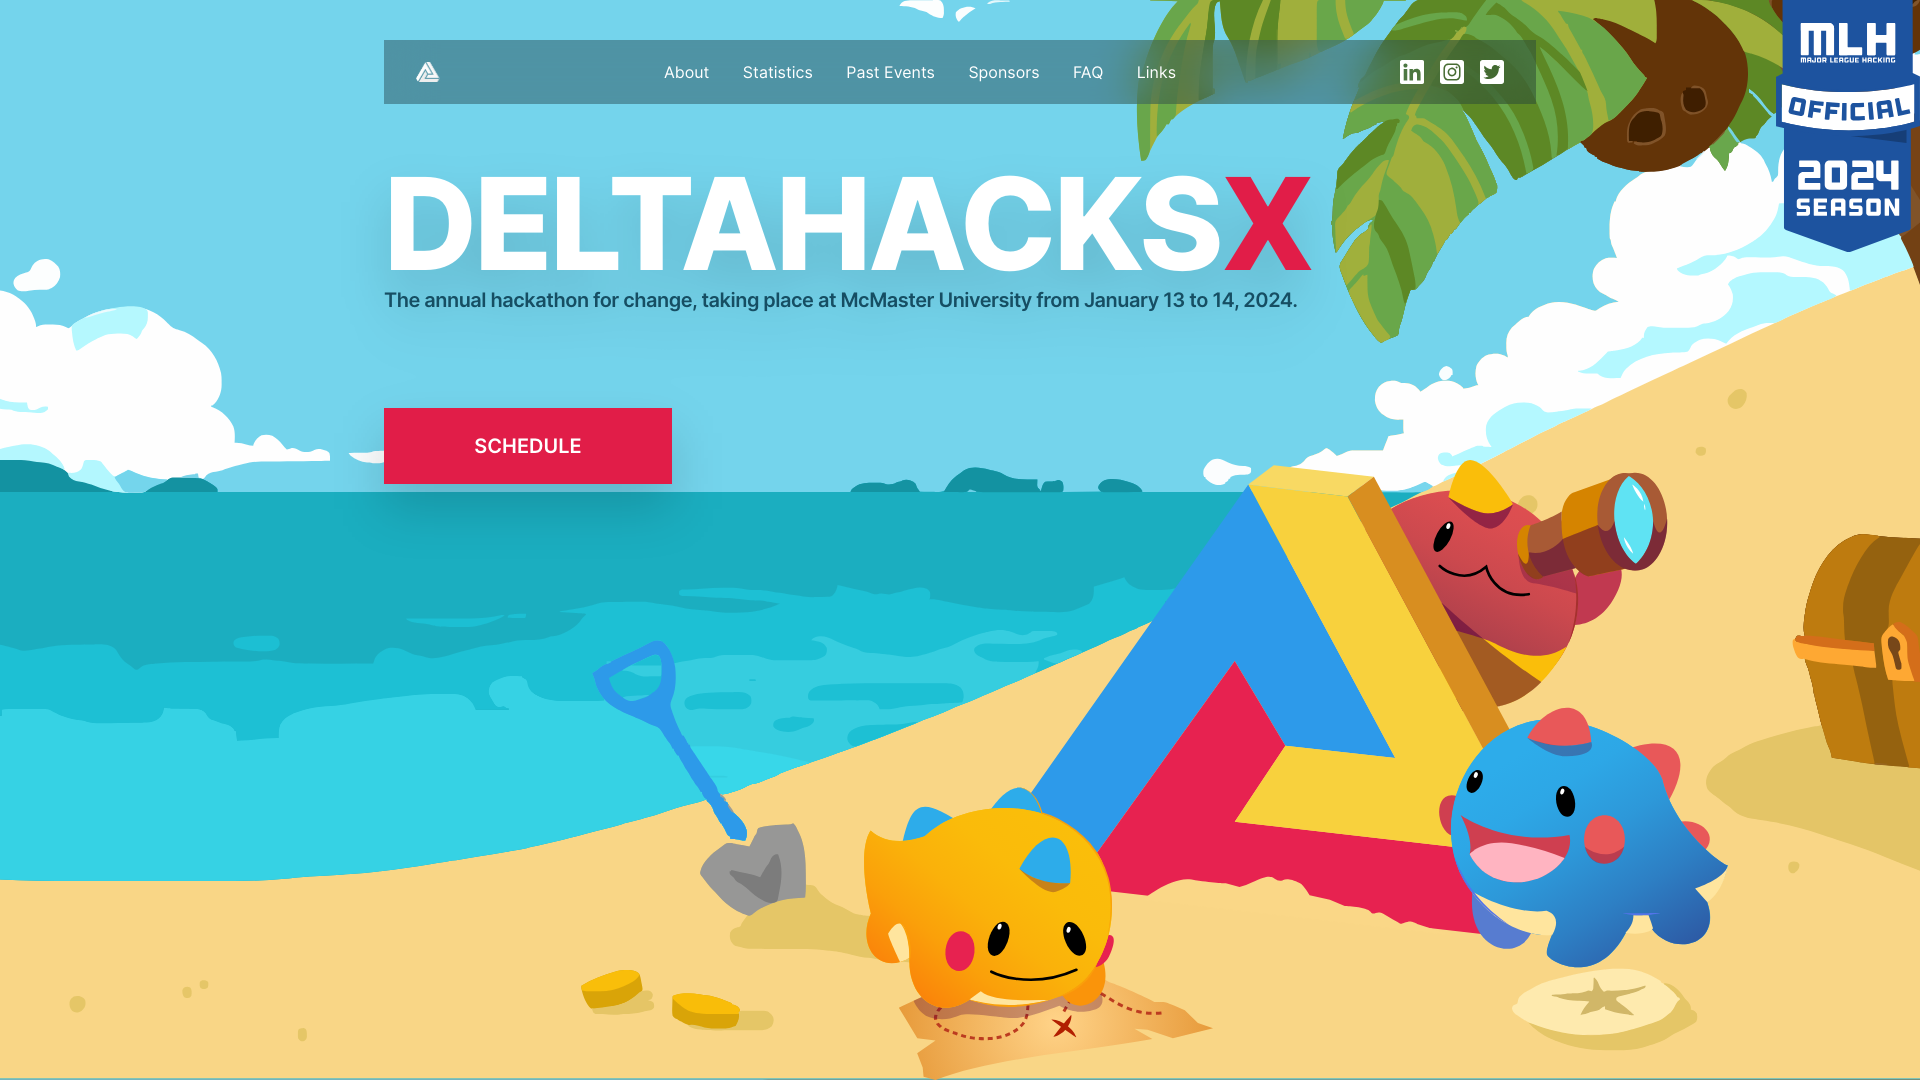 About Statistics Past Events Sponsors FAQ Links
MLH
MAJOR LEAGUE HACKING
OFFICIAL
2024
SEASON
DELTAHACKSX
The annual hackathon for change, taking place at McMaster University from January 13 to 14, 2024.
SCHEDULE